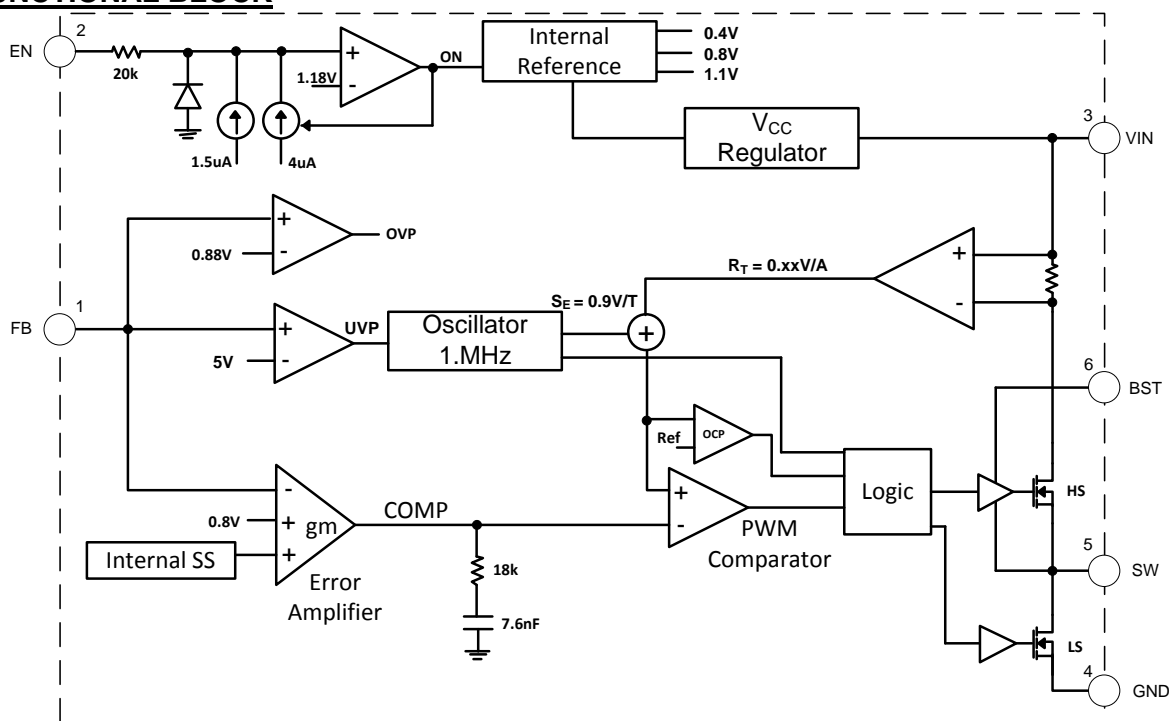 FUNCTIONAL BLOCK
2
EN
20k
1.18V
+
-
ON
Internal
Reference
0.4V
0.8V
1.1V
1.5uA
4uA
VCC
Regulator
3
VIN
+
-
0.88V
OVP
RT = 0.xxV/A
+
-
1
FB
+
-
5V
UVP
Oscillator
1.MHz
SE = 0.9V/T
+
6
BST
Ref
OCP
-
0.8V
+
+
gm
Internal SS
Error
Amplifier
COMP
18k
7.6nF
+
-
PWM
Comparator
Logic
HS
5
SW
LS
4
GND